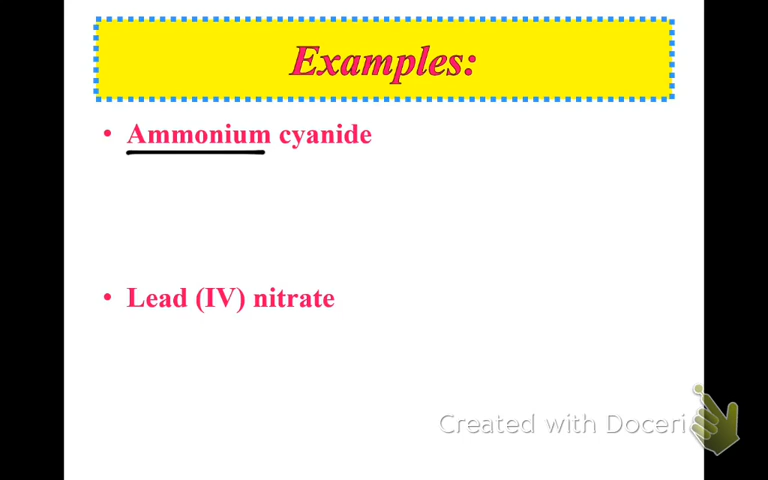 Examples:
• Ammonium cyanide
• Lead (IV) nitrate
Created with Doceri